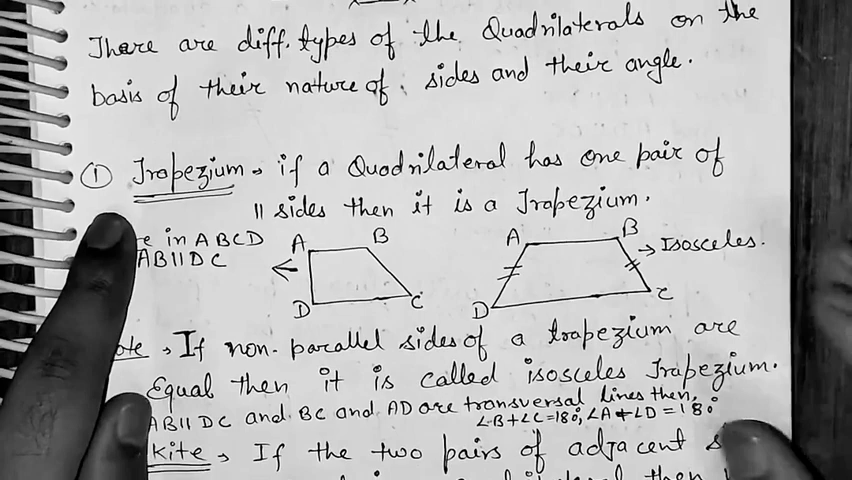 There are diff. types of the Quadrilaterals on the
basis of their nature of sides and their angle.
① Trapezium → if a Quadrilateral has one pair of
|| sides then it is a Trapezium.
in ABCD
AB||DC
A B
D C
A B
D C
→ Isosceles.
→ If non-parallel sides of a trapezium are
Equal then it is called isosceles Trapezium.
AB||DC and BC and AD are transversal lines then,
∠B+∠C=180°, ∠A+∠D=180°
kite → If the two pairs of adjacent
then